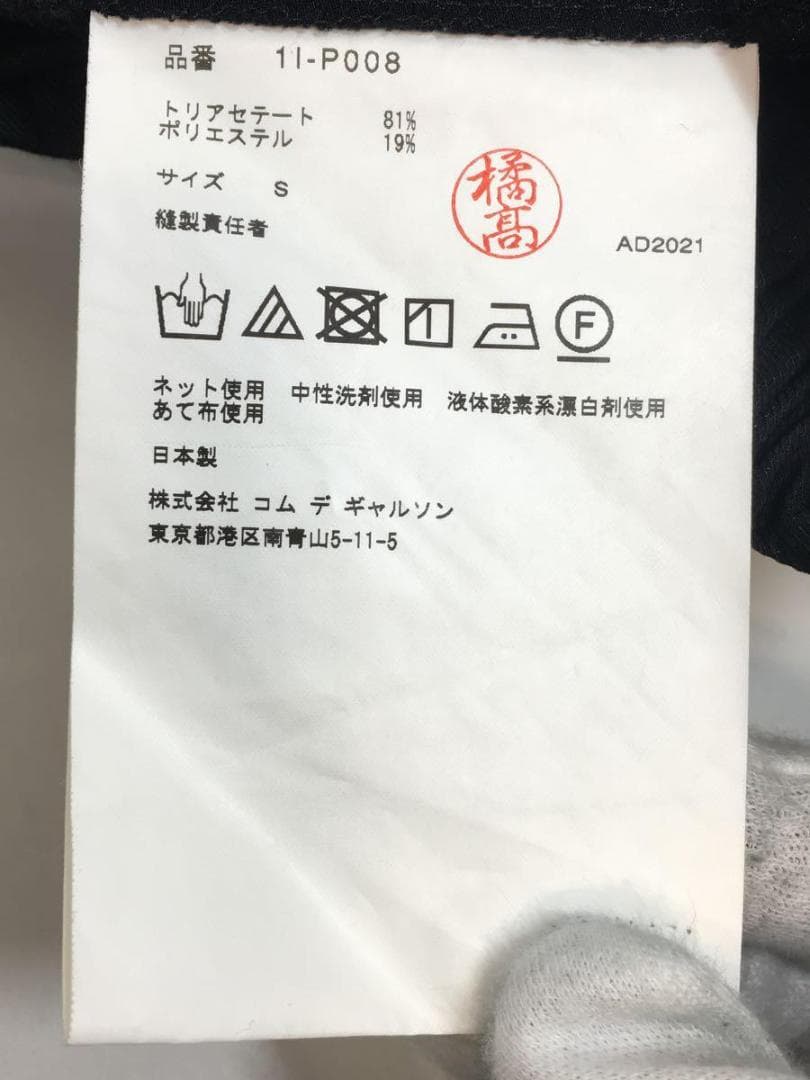 品番 1I-P008
トリアセテート 81%
ポリエステル 19%
サイズ S
縫製責任者
橘高
AD2021
F
ネット使用 中性洗剤使用 液体酸素系漂白剤使用
あて布使用
日本製
株式会社 コム デ ギャルソン
東京都港区南青山5-11-5